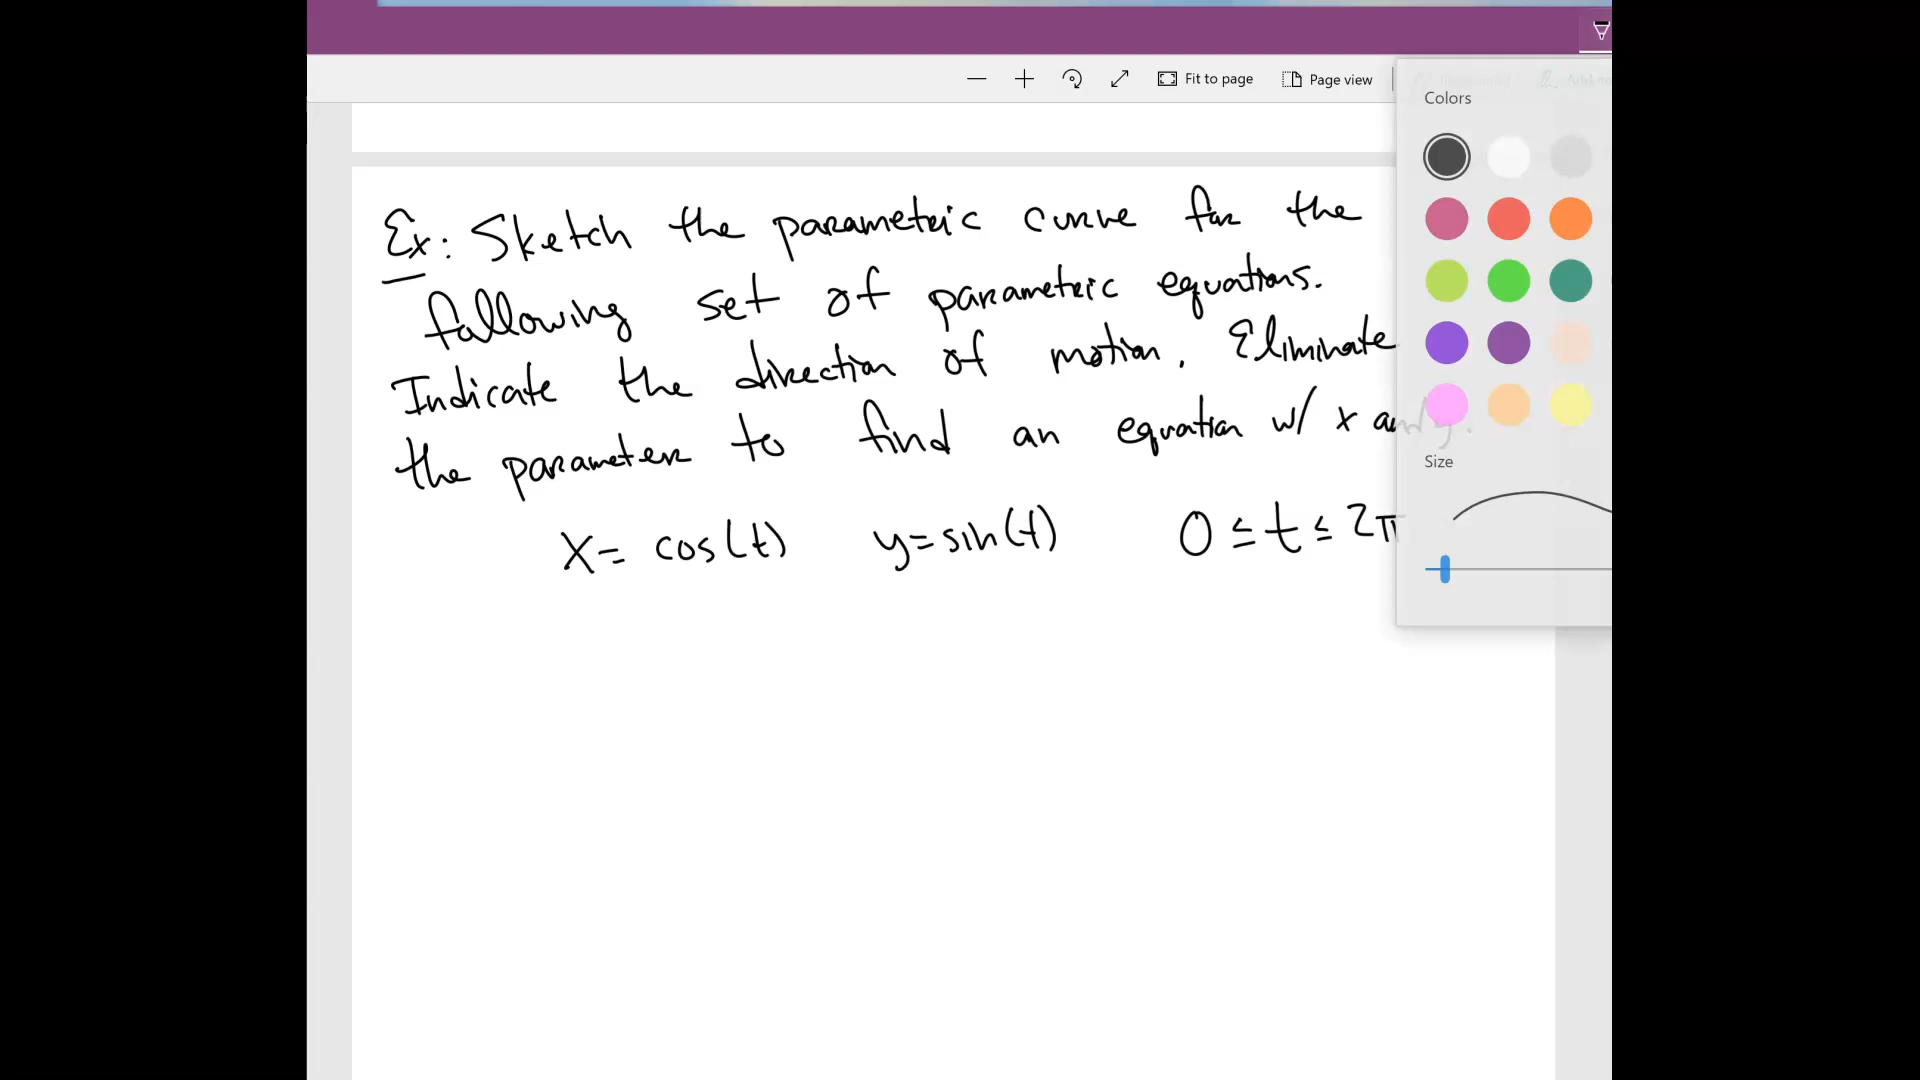 Fit to page
Page view
Colors
Ex: Sketch the parametric curve for the
following set of parametric equations.
Indicate the direction of motion. Eliminate
the parameter to find an equation w/ x and y.
Size
x = cos(t) y = sin(t) 0 ≤ t ≤ 2π